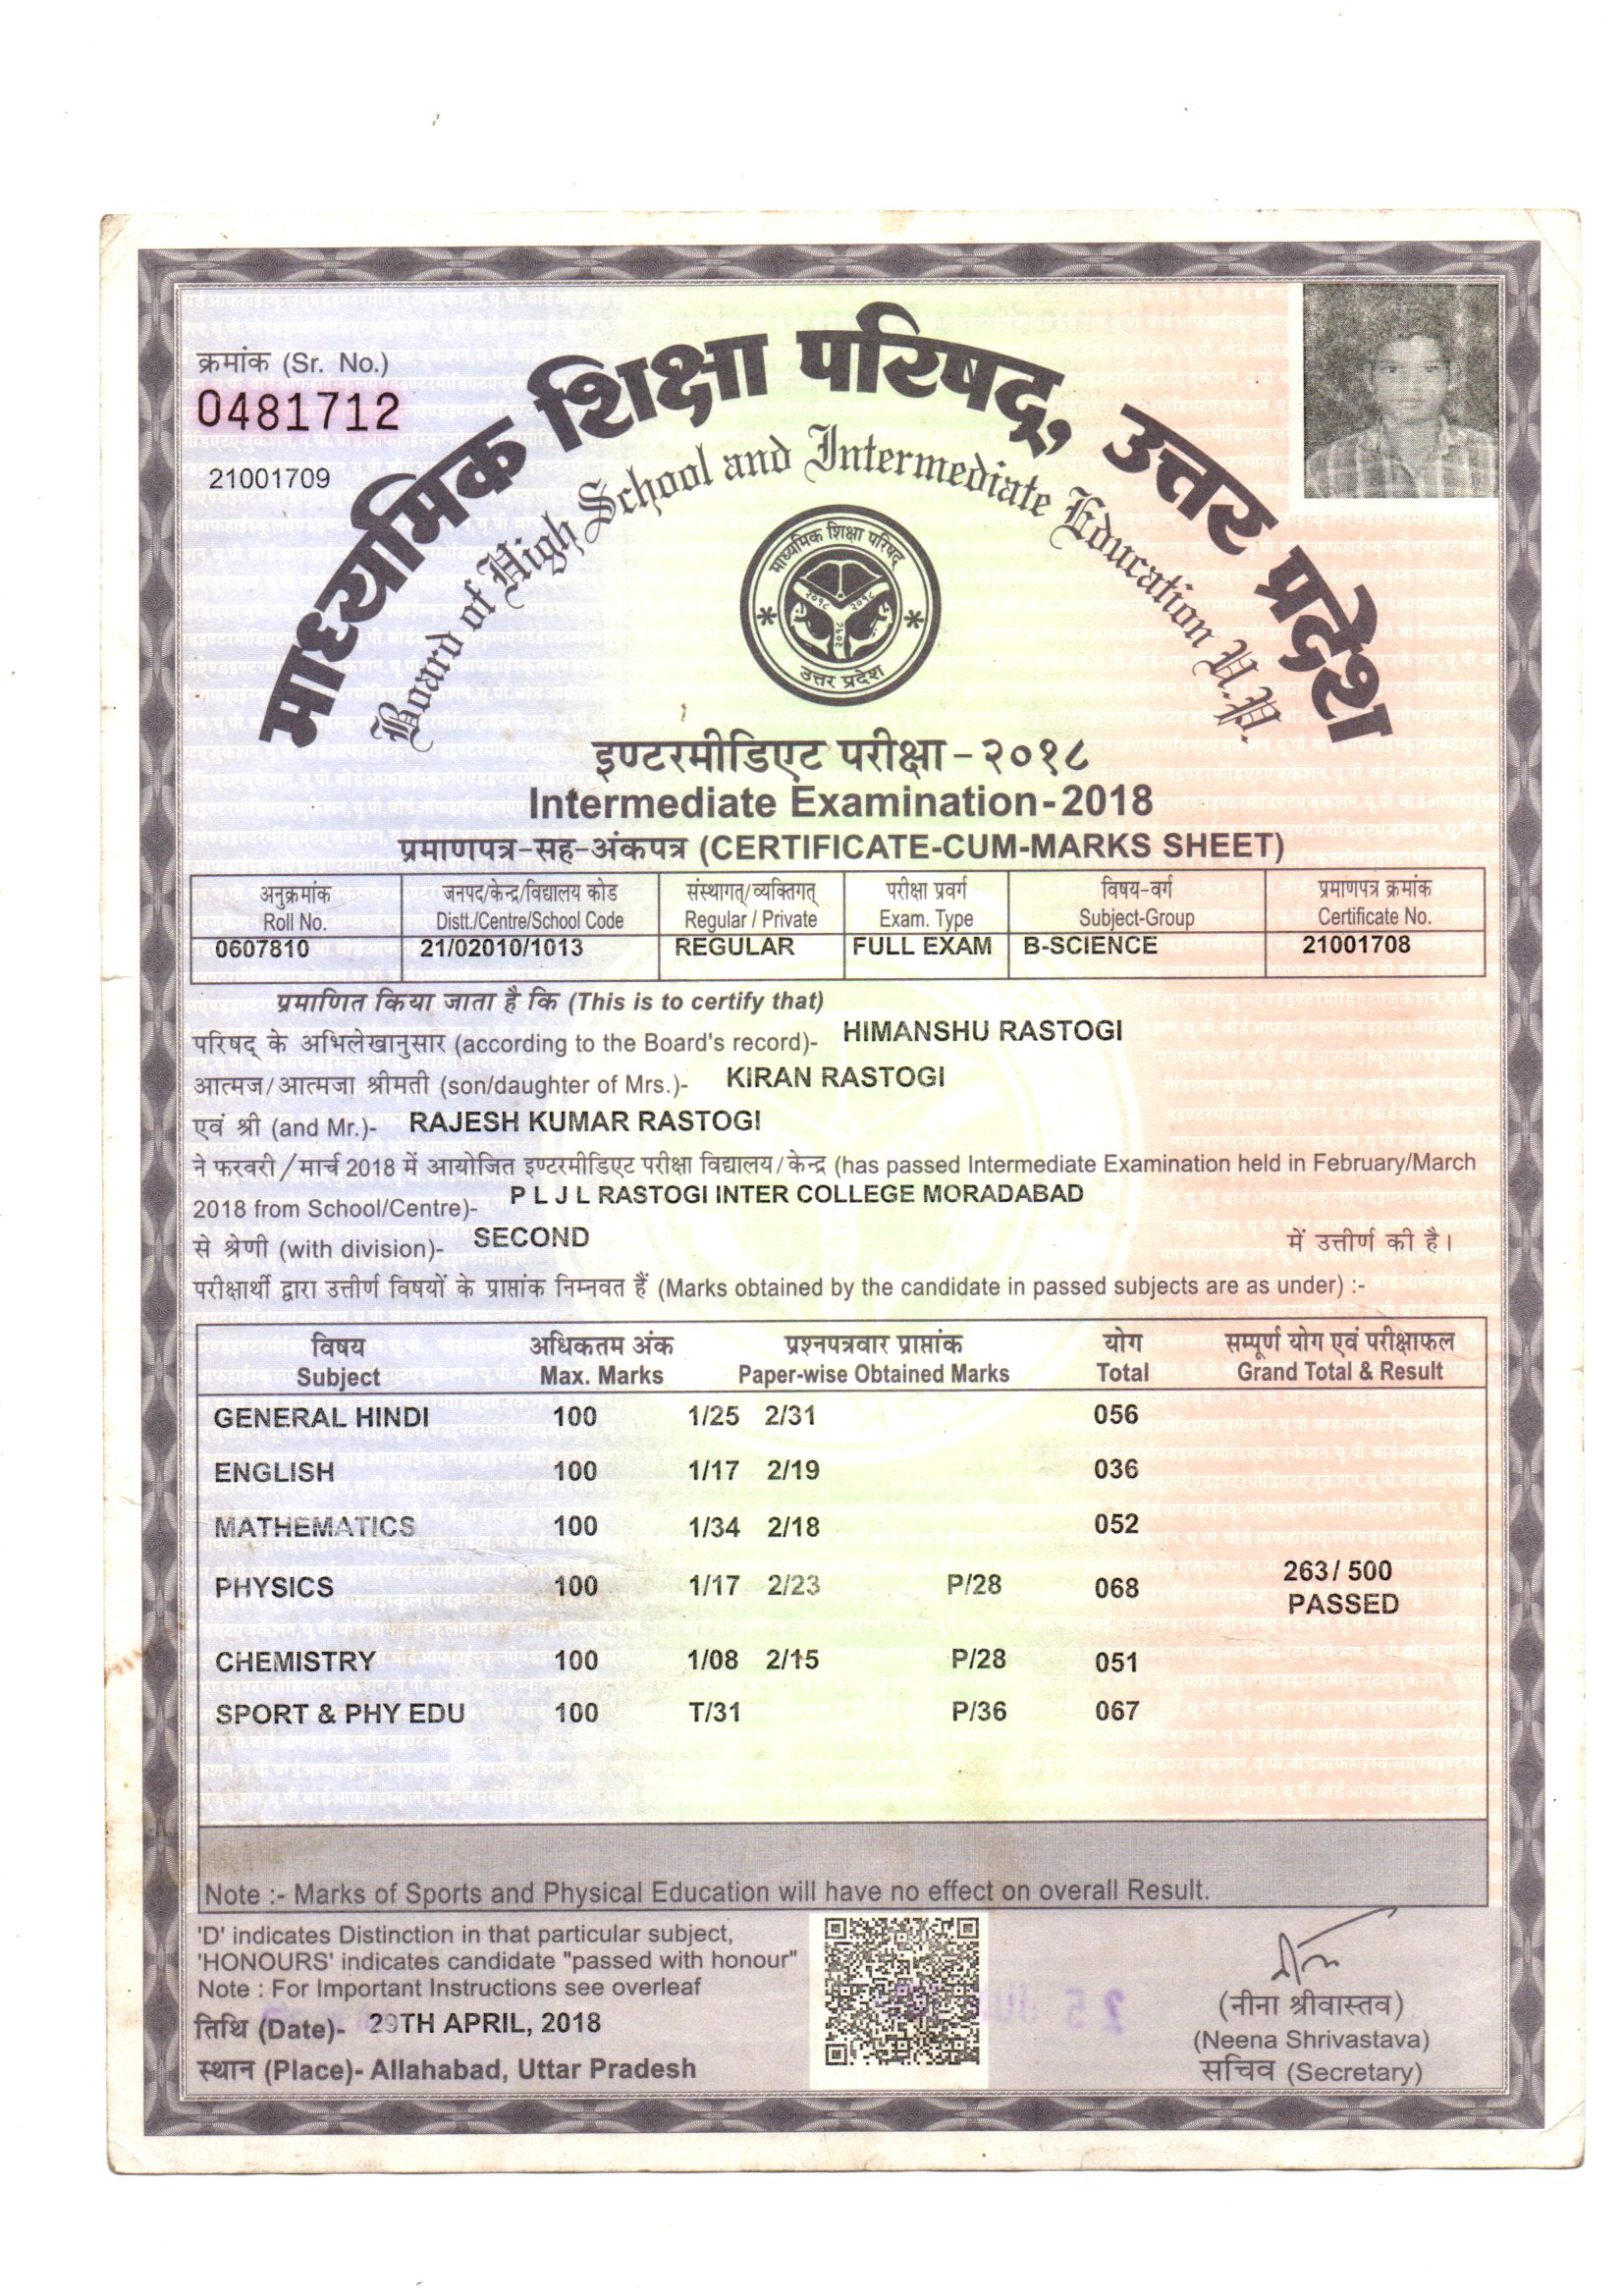 क्रमांक (Sr. No.)
0481712
21001709
माध्यमिक शिक्षा परिषद्, उत्तर प्रदेश
Board of High School and Intermediate Education U.P.
माध्यमिक शिक्षा परिषद
२०१८ २०१८
२०१८
उत्तर प्रदेश
इण्टरमीडिएट परीक्षा - २०१८
Intermediate Examination - 2018
प्रमाणपत्र-सह-अंकपत्र (CERTIFICATE-CUM-MARKS SHEET)
अनुक्रमांक जनपद/केन्द्र/विद्यालय कोड संस्थागत्/व्यक्तिगत् परीक्षा प्रवर्ग विषय-वर्ग प्रमाणपत्र क्रमांक
Roll No. Distt./Centre/School Code Regular / Private Exam. Type Subject-Group Certificate No.
0607810 21/02010/1013 REGULAR FULL EXAM B-SCIENCE 21001708
प्रमाणित किया जाता है कि (This is to certify that)
परिषद् के अभिलेखानुसार (according to the Board's record)- HIMANSHU RASTOGI
आत्मज/आत्मजा श्रीमती (son/daughter of Mrs.)- KIRAN RASTOGI
एवं श्री (and Mr.)- RAJESH KUMAR RASTOGI
ने फरवरी/मार्च 2018 में आयोजित इण्टरमीडिएट परीक्षा विद्यालय/केन्द्र (has passed Intermediate Examination held in February/March
2018 from School/Centre)- P L J L RASTOGI INTER COLLEGE MORADABAD
से श्रेणी (with division)- SECOND में उत्तीर्ण की है।
परीक्षार्थी द्वारा उत्तीर्ण विषयों के प्राप्तांक निम्नवत हैं (Marks obtained by the candidate in passed subjects are as under) :-
विषय अधिकतम अंक प्रश्नपत्रवार प्राप्तांक योग सम्पूर्ण योग एवं परीक्षाफल
Subject Max. Marks Paper-wise Obtained Marks Total Grand Total & Result
GENERAL HINDI 100 1/25 2/31 056
ENGLISH 100 1/17 2/19 036
MATHEMATICS 100 1/34 2/18 052
PHYSICS 100 1/17 2/23 P/28 068 263/ 500
PASSED
CHEMISTRY 100 1/08 2/15 P/28 051
SPORT & PHY EDU 100 T/31 P/36 067
Note :- Marks of Sports and Physical Education will have no effect on overall Result.
'D' indicates Distinction in that particular subject,
'HONOURS' indicates candidate "passed with honour"
Note : For Important Instructions see overleaf
तिथि (Date)- 29TH APRIL, 2018
स्थान (Place)- Allahabad, Uttar Pradesh
(नीना श्रीवास्तव)
(Neena Shrivastava)
सचिव (Secretary)